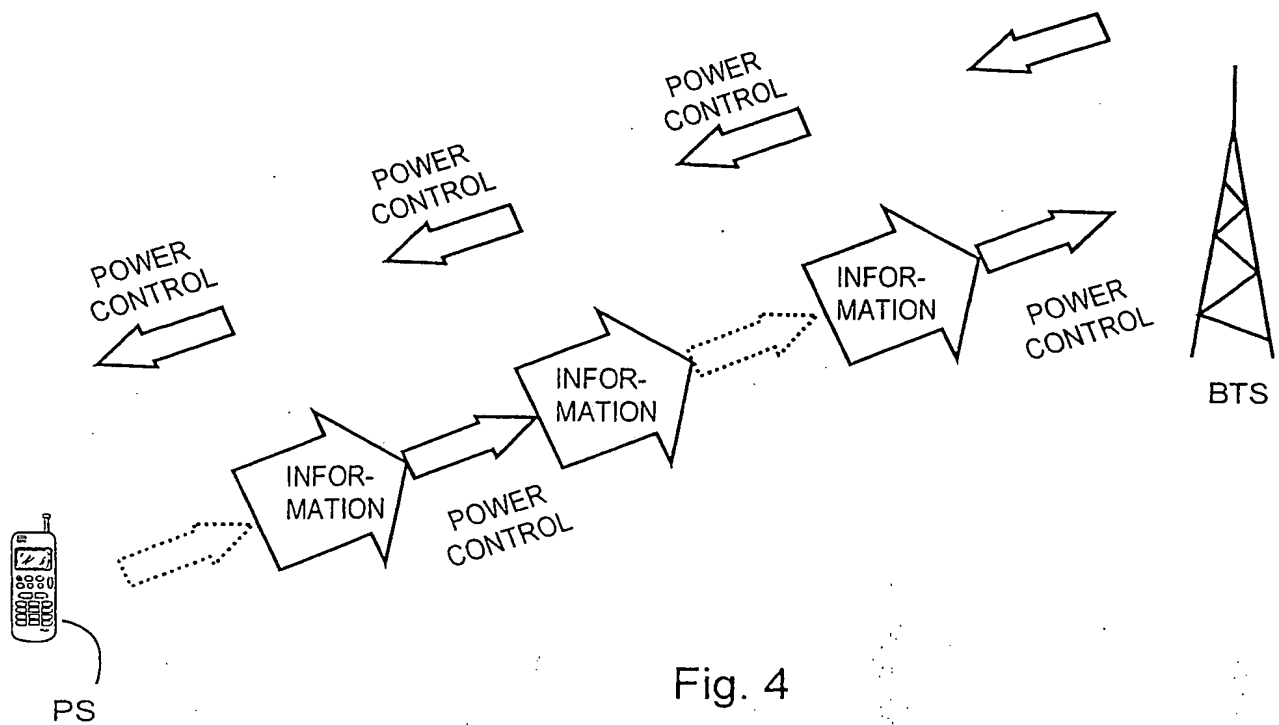 POWER
CONTROL
POWER
CONTROL
POWER
CONTROL
INFOR-
MATION
POWER
CONTROL
INFOR-
MATION
INFOR-
MATION
POWER
CONTROL
BTS
PS
Fig. 4